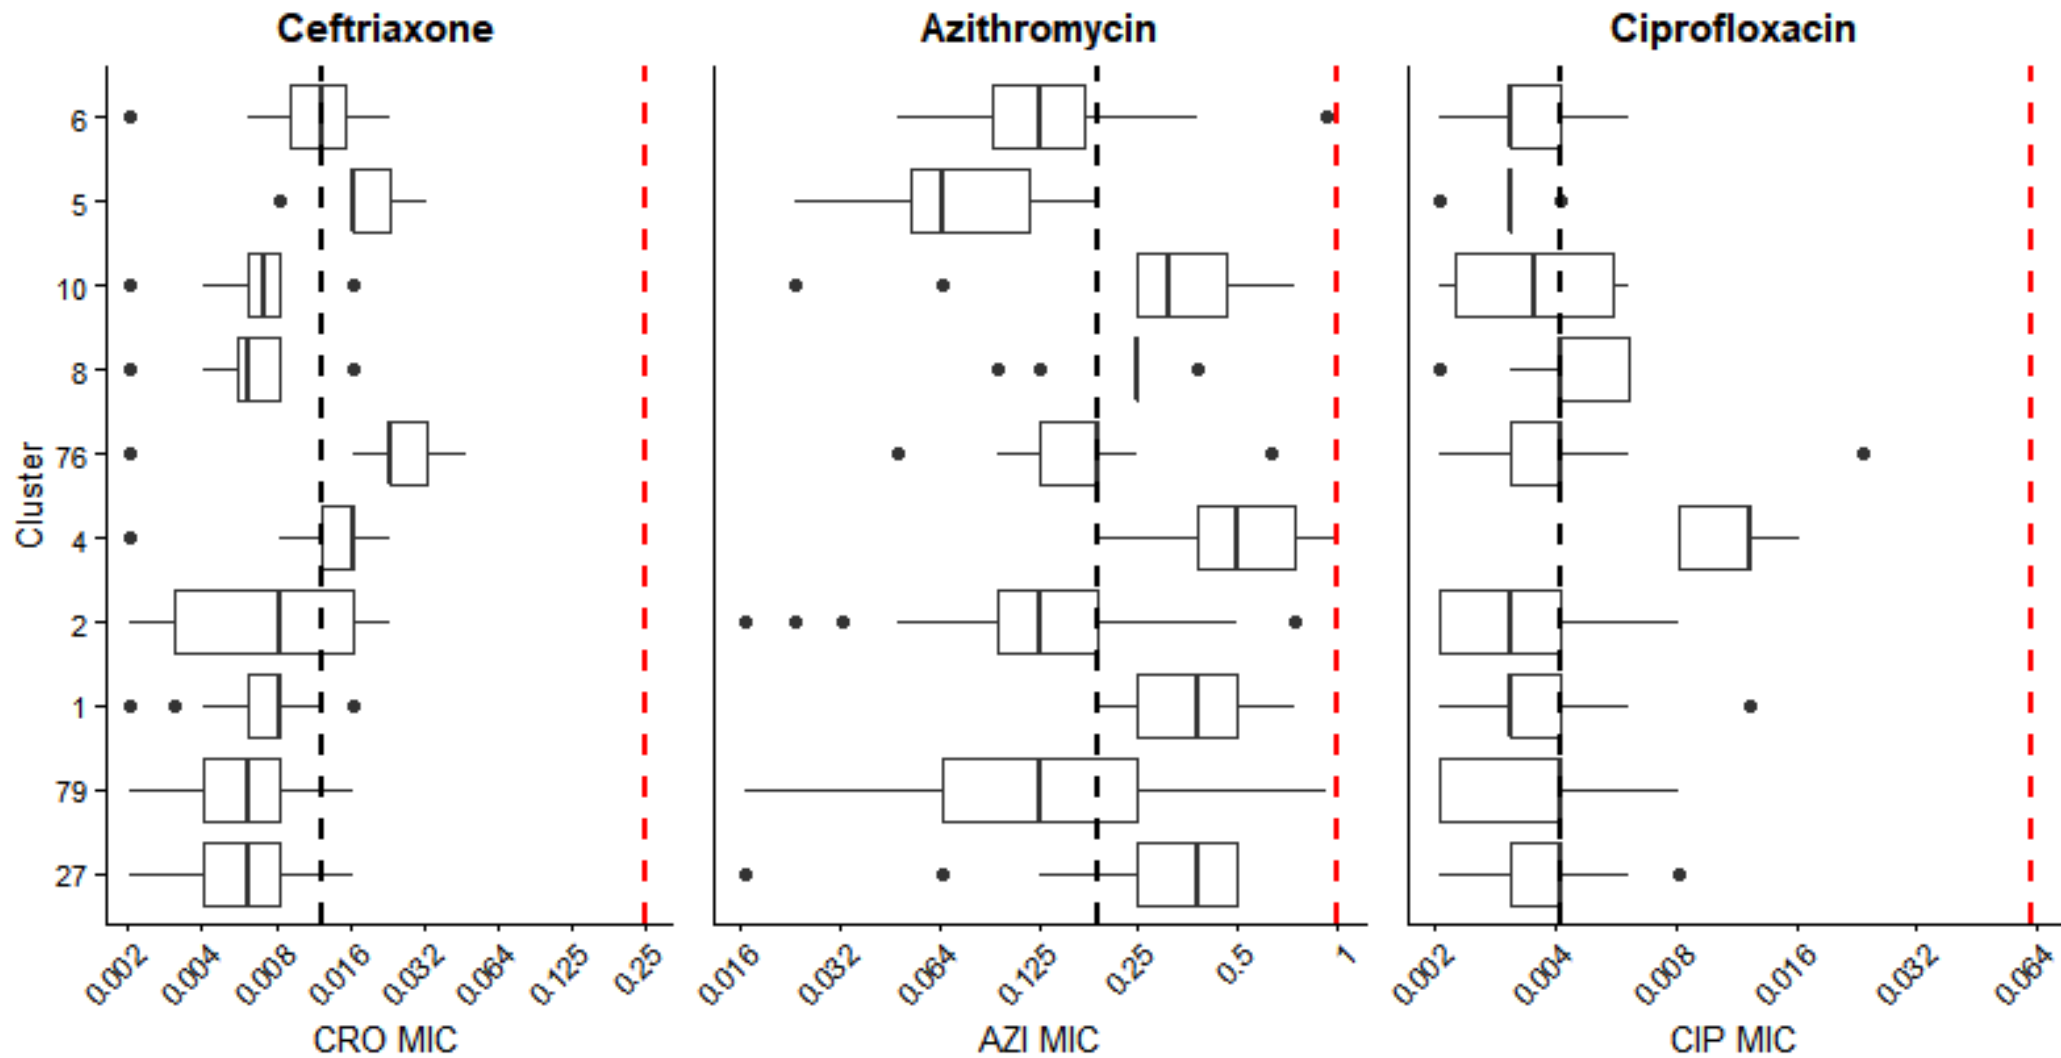 Ceftriaxone Azithromycin Ciprofloxacin
6
5
10
8
76
4
2
1
79
27
Cluster
0.002 0.004 0.008 0.016 0.032 0.064 0.125 0.25
CRO MIC
0.016 0.032 0.064 0.125 0.25 0.5 1
AZI MIC
0.002 0.004 0.008 0.016 0.032 0.064
CIP MIC